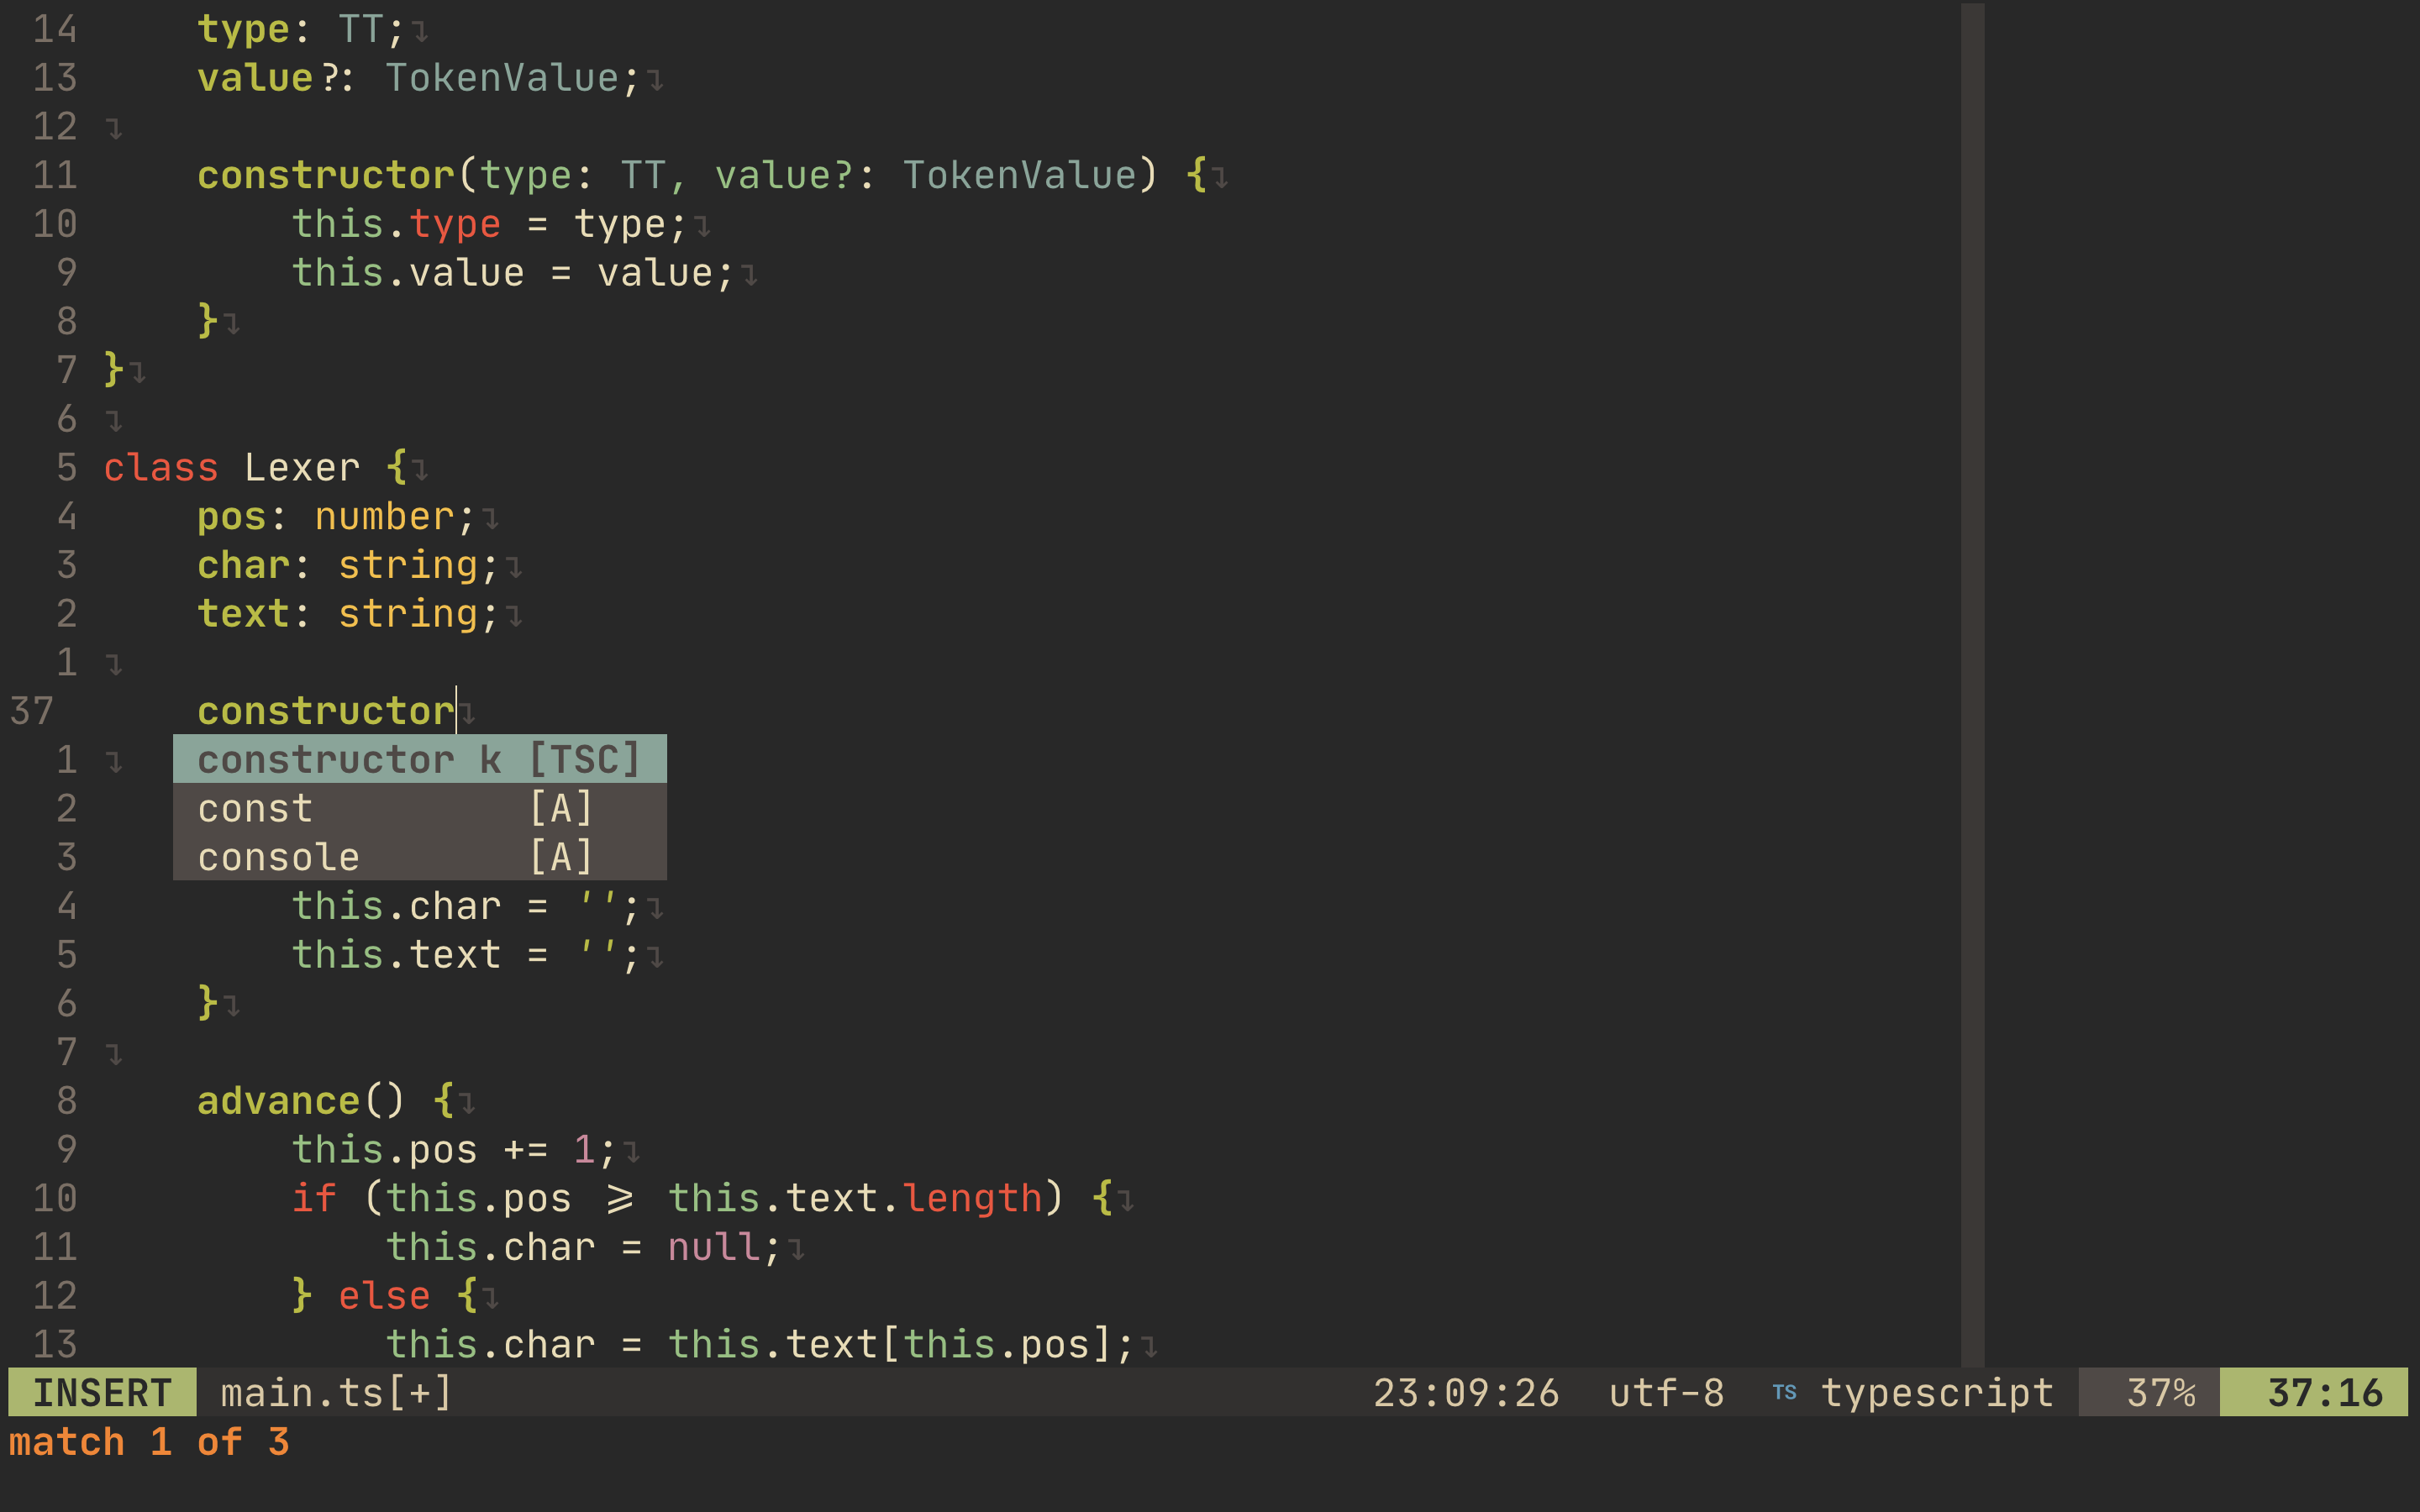 14     type: TT;↴
13     value?: TokenValue;↴
12 ↴
11     constructor(type: TT, value?: TokenValue) {↴
10         this.type = type;↴
9         this.value = value;↴
8     }↴
7 }↴
6 ↴
5 class Lexer {↴
4     pos: number;↴
3     char: string;↴
2     text: string;↴
1 ↴
37     constructor↴
1 ↴ constructor k [TSC]
2 const [A]
3 console [A]
4         this.char = '';↴
5         this.text = '';↴
6     }↴
7 ↴
8     advance() {↴
9         this.pos += 1;↴
10         if (this.pos ⩾ this.text.length) {↴
11             this.char = null;↴
12         } else {↴
13             this.char = this.text[this.pos];↴
INSERT main.ts[+] 23:09:26 utf-8 TS typescript 37% 37:16
match 1 of 3